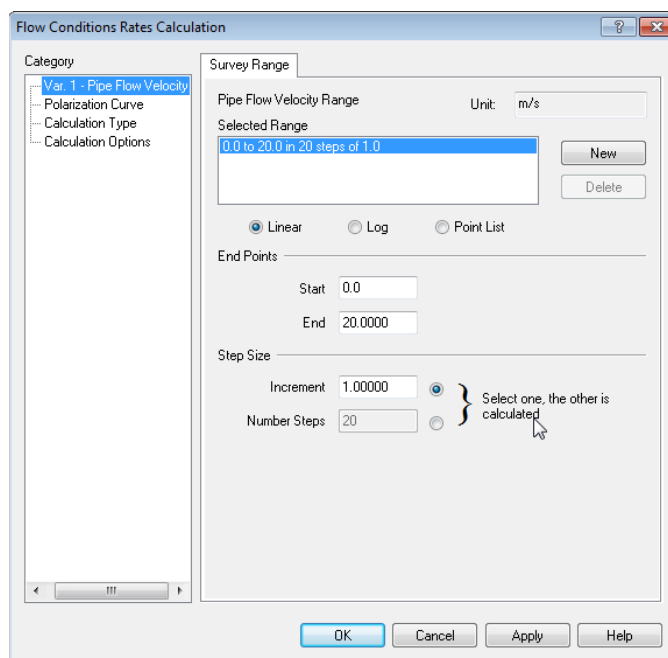 Flow Conditions Rates Calculation
Category
Var. 1 - Pipe Flow Velocity
Polarization Curve
Calculation Type
Calculation Options
Survey Range
Pipe Flow Velocity Range
Unit: m/s
Selected Range
0.0 to 20.0 in 20 steps of 1.0
New
Delete
Linear Log Point List
End Points
Start 0.0
End 20.0000
Step Size
Increment 1.00000
Number Steps 20
Select one, the other is
calculated
OK Cancel Apply Help